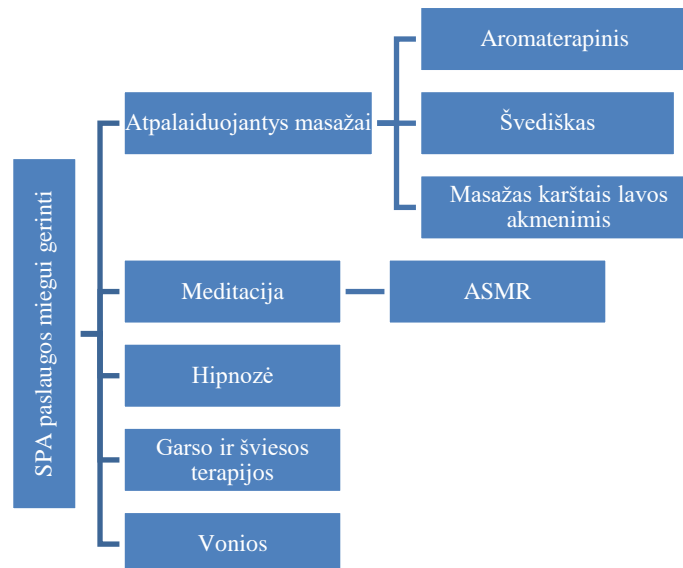 SPA paslaugos miegui gerinti
Atpalaiduojantys masažai
Aromaterapinis
Švediškas
Masažas karštais lavos
akmenimis
Meditacija
ASMR
Hipnozė
Garso ir šviesos
terapijos
Vonios